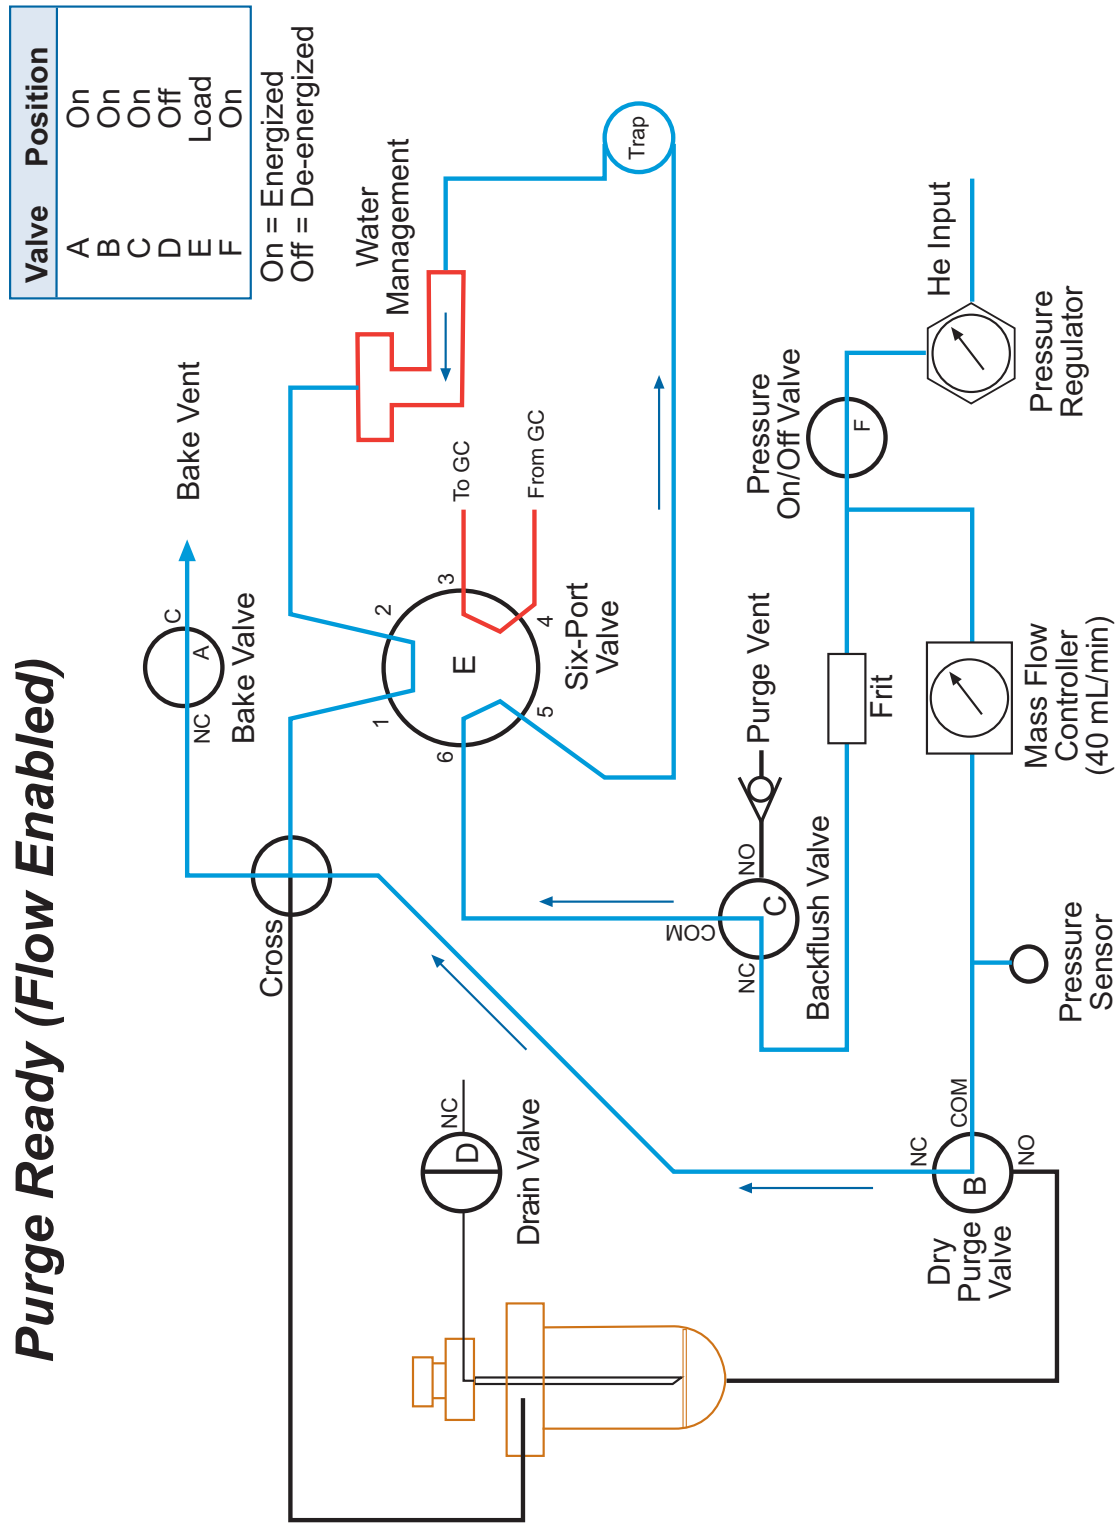 Purge Ready (Flow Enabled)
Valve Position
A On
B On
C On
D Off
E Load
F On
On = Energized
Off = De-energized
Bake Vent
C
A
NC
Bake Valve
Water
Management
Cross
1
2
3
4
5
6
E
To GC
From GC
Six-Port
Valve
Trap
NC
D
Drain Valve
COM
NC
NO
C
Purge Vent
Backflush Valve
Pressure
On/Off Valve
F
He Input
Pressure
Regulator
Frit
Mass Flow
Controller
(40 mL/min)
Pressure
Sensor
NC
COM
B
NO
Dry
Purge
Valve